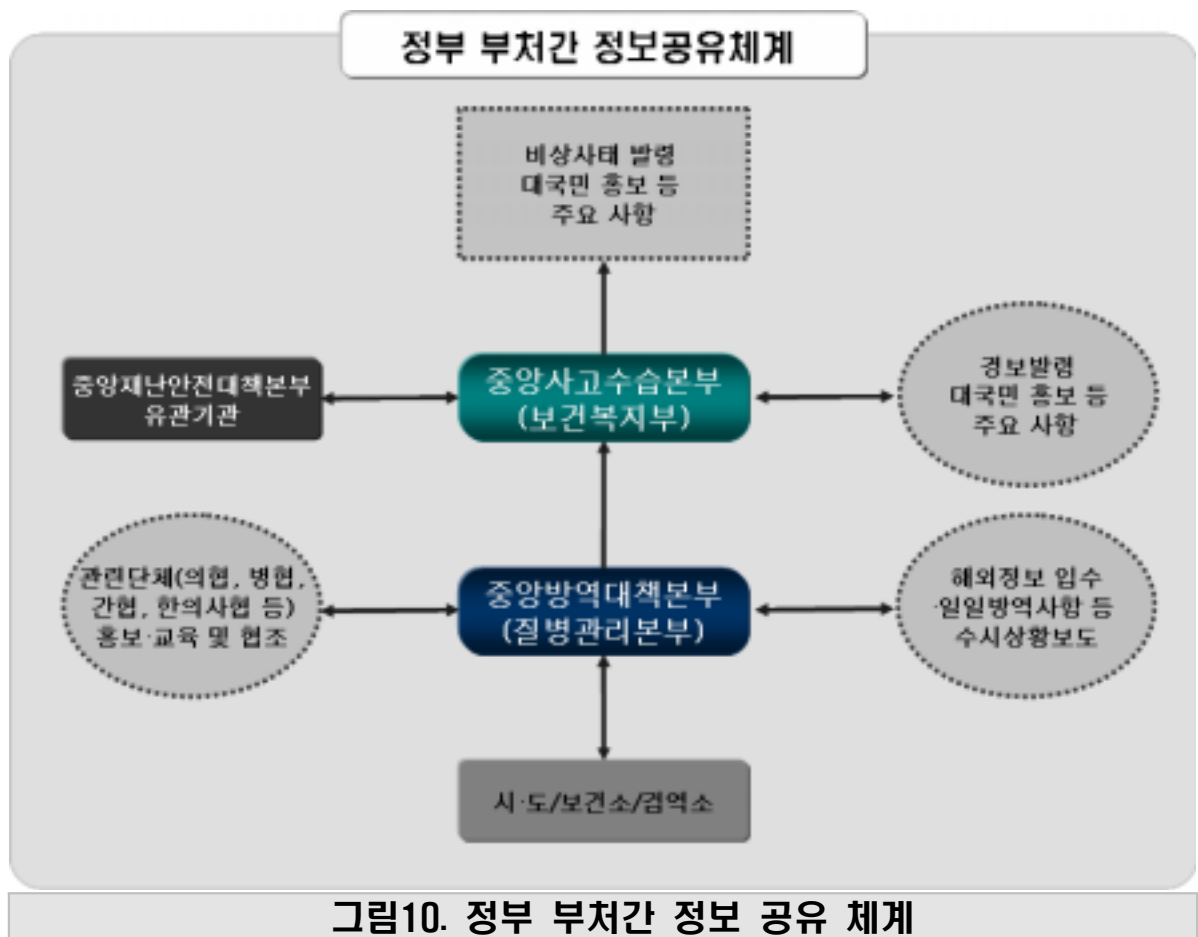 정부 부처간 정보공유체계
비상사태 발령
대국민 홍보 등
주요 사항
중앙재난안전대책본부
유관기관
중앙사고수습본부
(보건복지부)
경보발령
대국민 홍보 등
주요 사항
관련단체(의협, 병협,
간협, 한의사협 등)
홍보·교육 및 협조
중앙방역대책본부
(질병관리본부)
해외정보 입수
·일일방역사항 등
수시상황보도
시·도/보건소/검역소
그림10. 정부 부처간 정보 공유 체계